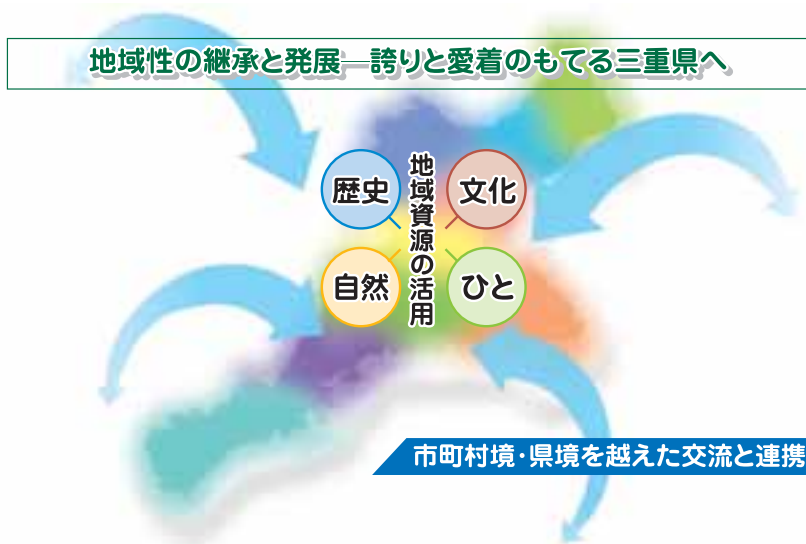 地域性の継承と発展―誇りと愛着のもてる三重県へ
歴史
文化
地域資源の活用
自然
ひと
市町村境・県境を越えた交流と連携